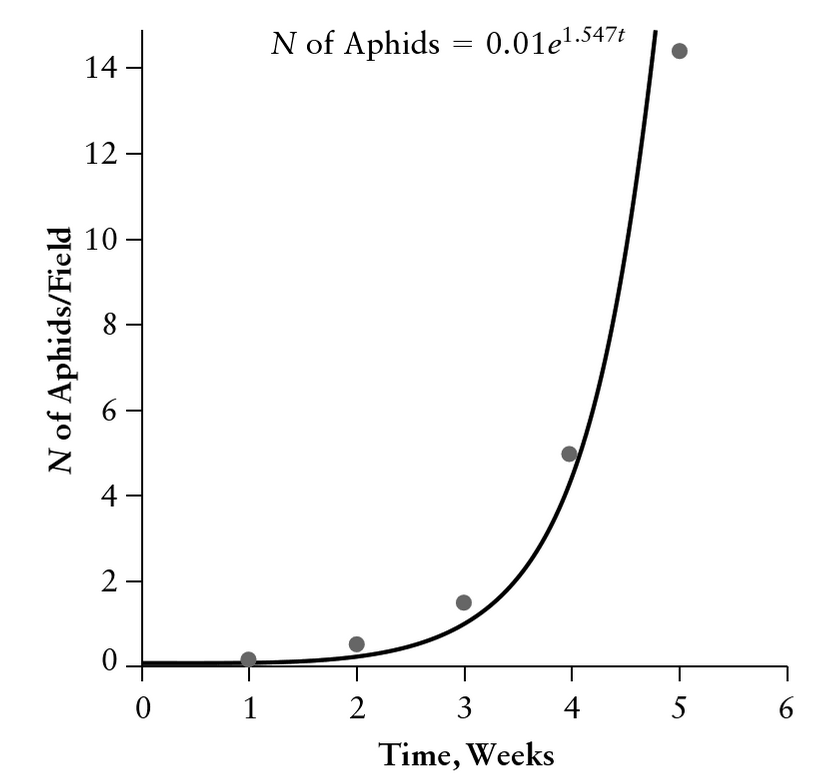 N of Aphids = 0.01e^1.547t
14
12
10
8
6
4
2
0
N of Aphids/Field
0 1 2 3 4 5 6
Time, Weeks